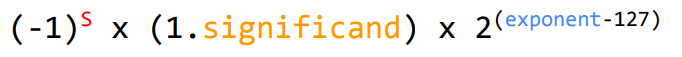 (-1)^S x (1.significand) x 2^(exponent-127)